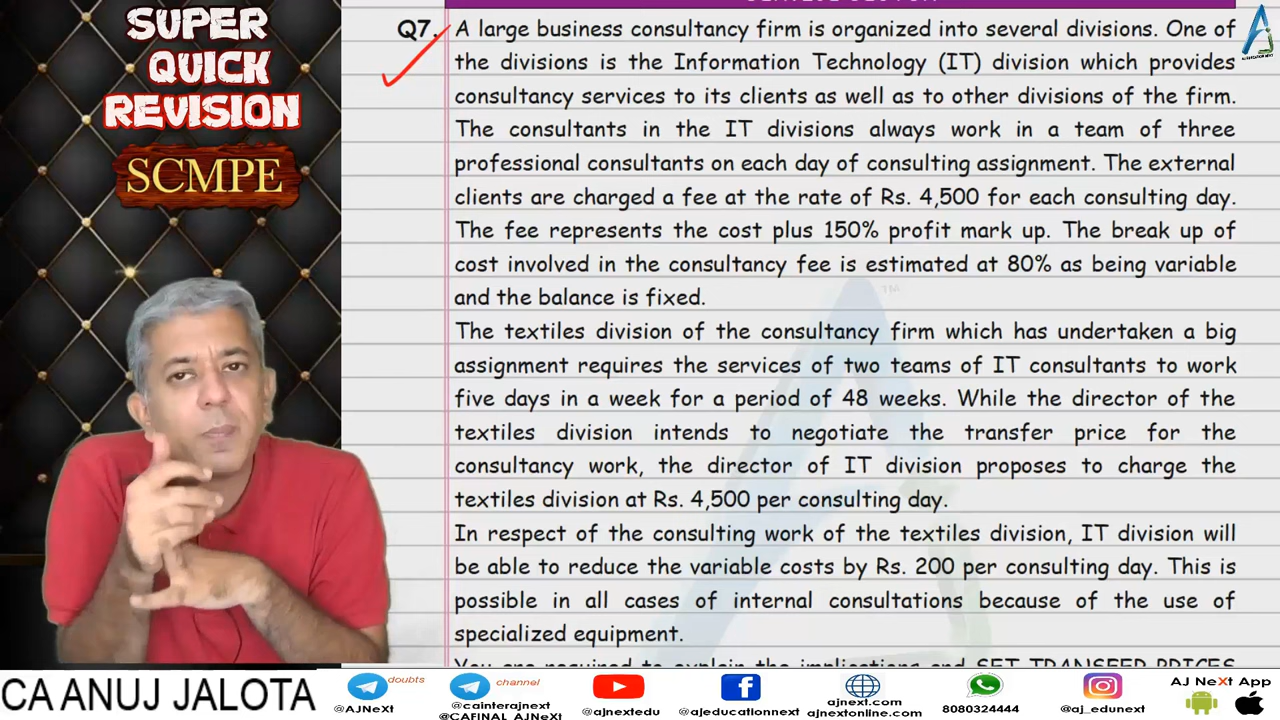 SUPER
QUICK
REVISION
SCMPE
Q7. A large business consultancy firm is organized into several divisions. One of
the divisions is the Information Technology (IT) division which provides
consultancy services to its clients as well as to other divisions of the firm.
The consultants in the IT divisions always work in a team of three
professional consultants on each day of consulting assignment. The external
clients are charged a fee at the rate of Rs. 4,500 for each consulting day.
The fee represents the cost plus 150% profit mark up. The break up of
cost involved in the consultancy fee is estimated at 80% as being variable
and the balance is fixed.
The textiles division of the consultancy firm which has undertaken a big
assignment requires the services of two teams of IT consultants to work
five days in a week for a period of 48 weeks. While the director of the
textiles division intends to negotiate the transfer price for the
consultancy work, the director of IT division proposes to charge the
textiles division at Rs. 4,500 per consulting day.
In respect of the consulting work of the textiles division, IT division will
be able to reduce the variable costs by Rs. 200 per consulting day. This is
possible in all cases of internal consultations because of the use of
specialized equipment.
You are required to explain the implications and SET TRANSFER PRICES
CA ANUJ JALOTA
doubts
@AJNeXt
channel
@cainterajnext
@CAFINAL_AJNeXt
@ajnextedu
@ajeducationnext
ajnext.com
ajnextonline.com
8080324444
@aj_edunext
AJ NeXt App